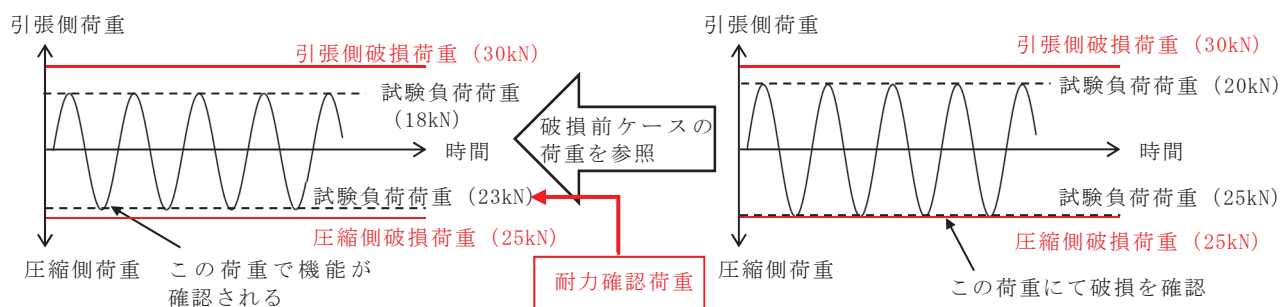 引張側荷重
引張側破損荷重 (30kN)
試験負荷荷重
(18kN)
時間
試験負荷荷重 (23kN)
圧縮側破損荷重 (25kN)
圧縮側荷重
この荷重で機能が
確認される
破損前ケースの
荷重を参照
耐力確認荷重
引張側荷重
引張側破損荷重 (30kN)
試験負荷荷重 (20kN)
時間
試験負荷荷重 (25kN)
圧縮側破損荷重 (25kN)
圧縮側荷重
この荷重にて破損を確認